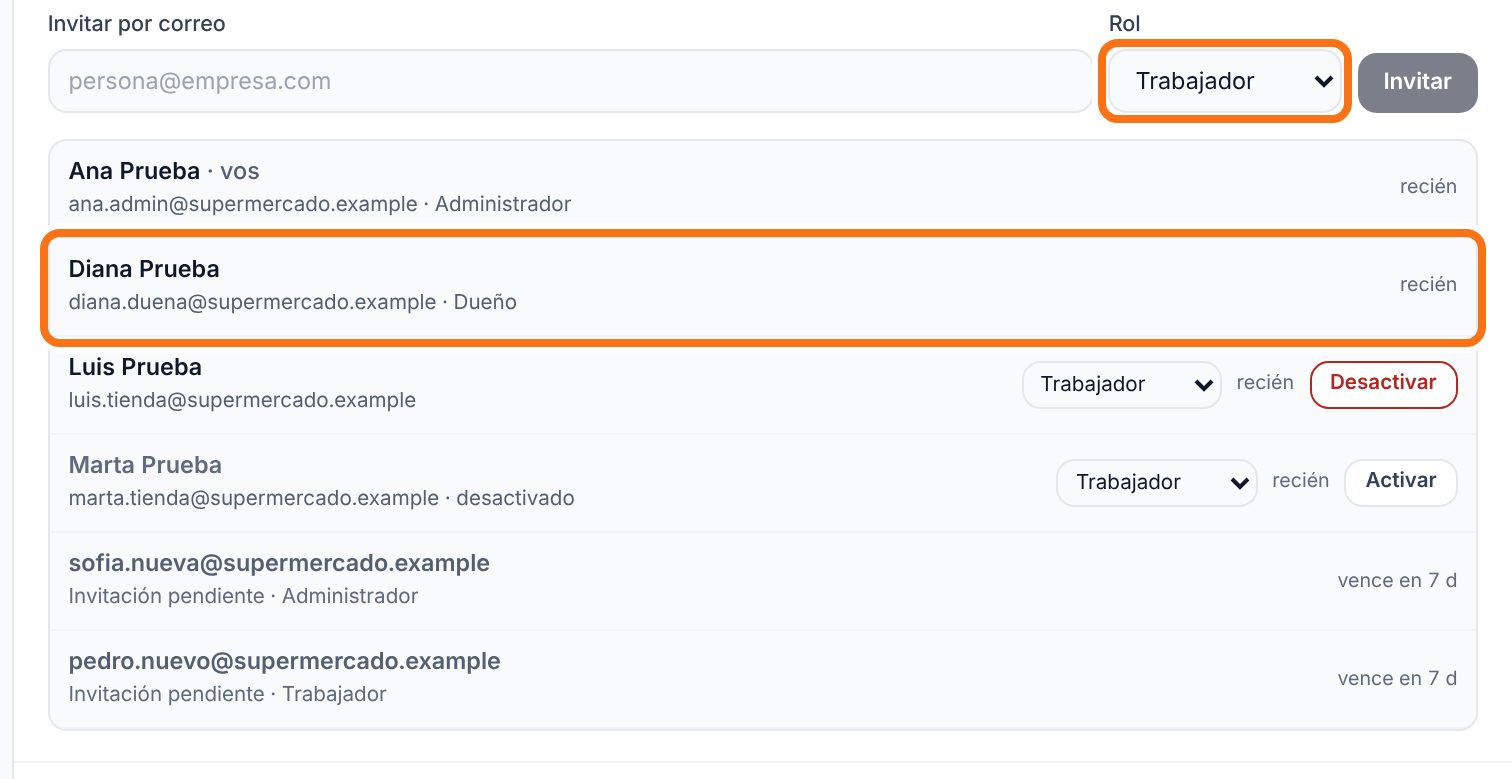 Invitar por correo
Rol
persona@empresa.com
Trabajador
Invitar
Ana Prueba · vos
ana.admin@supermercado.example · Administrador
recién
Diana Prueba
diana.duena@supermercado.example · Dueño
recién
Luis Prueba
luis.tienda@supermercado.example
Trabajador
recién
Desactivar
Marta Prueba
marta.tienda@supermercado.example · desactivado
Trabajador
recién
Activar
sofia.nueva@supermercado.example
Invitación pendiente · Administrador
vence en 7 d
pedro.nuevo@supermercado.example
Invitación pendiente · Trabajador
vence en 7 d